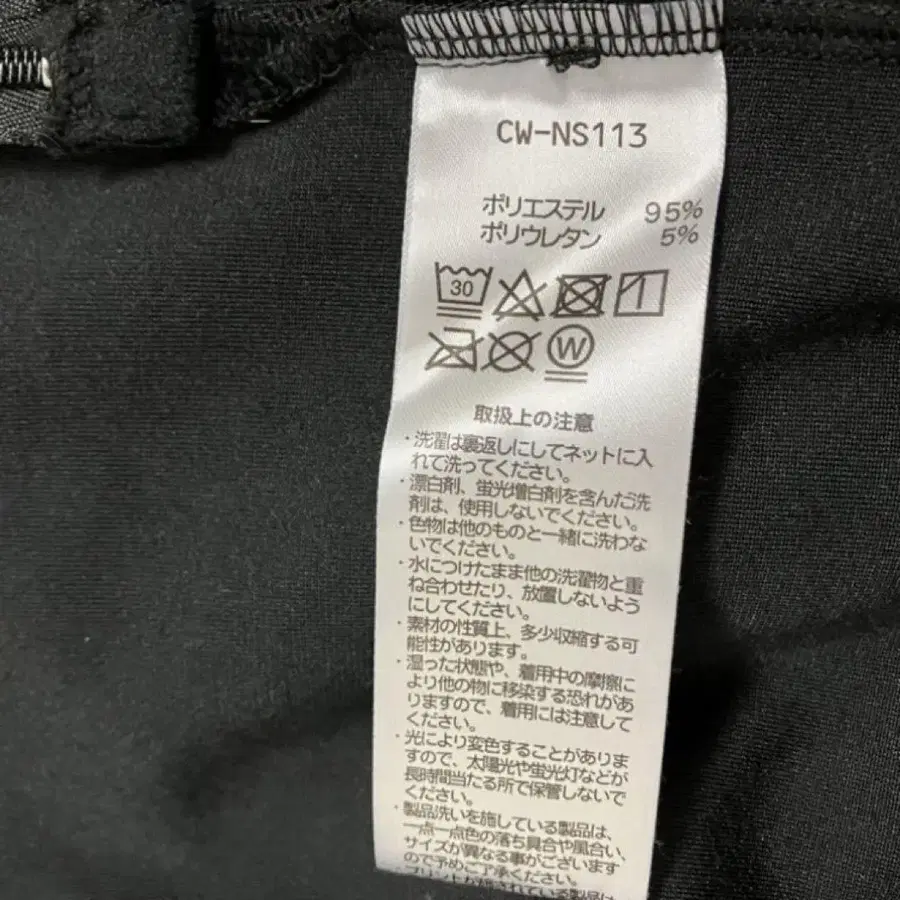 CW-NS113
ポリエステル 95%
ポリウレタン 5%
30
W
取扱上の注意
・洗濯は裏返しにしてネットに入
れて洗ってください。
・漂白剤、蛍光増白剤を含んだ洗
剤は、使用しないでください。
・色物は他のものと一緒に洗わな
いでください。
・水につけたまま他の洗濯物と重
ね合わせたり、放置しないよう
にしてください。
・素材の性質上、多少収縮する可
能性があります。
・湿った状態や、着用中の摩擦に
より他の物に移染する恐れがあ
りますので、着用には注意して
ください。
・光により変色することがありま
すので、太陽光や蛍光灯などが
長時間当たる所で保管しないで
ください。
・製品洗いを施している製品は、
一点一点色の落ち具合や風合い、
サイズが異なる事がございます
ので予めご了承ください。
・プリントが施されている製品は